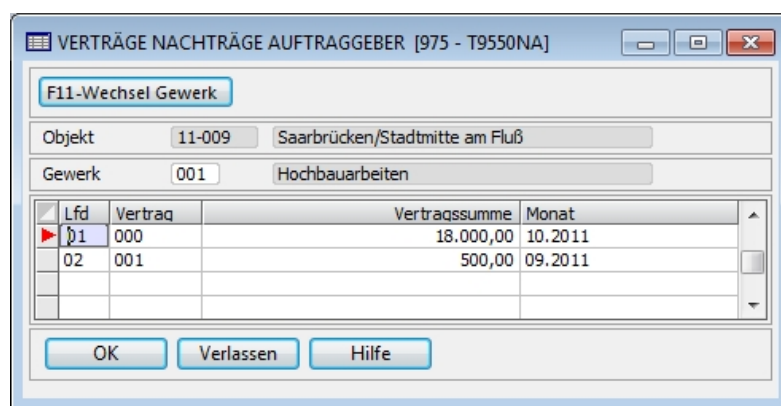 VERTRÄGE NACHTRÄGE AUFTRAGGEBER [975 - T9550NA]
F11-Wechsel Gewerk
Objekt 11-009 Saarbrücken/Stadtmitte am Fluß
Gewerk 001 Hochbauarbeiten
Lfd Vertrag Vertragssumme Monat
01 000 18.000,00 10.2011
02 001 500,00 09.2011
OK Verlassen Hilfe